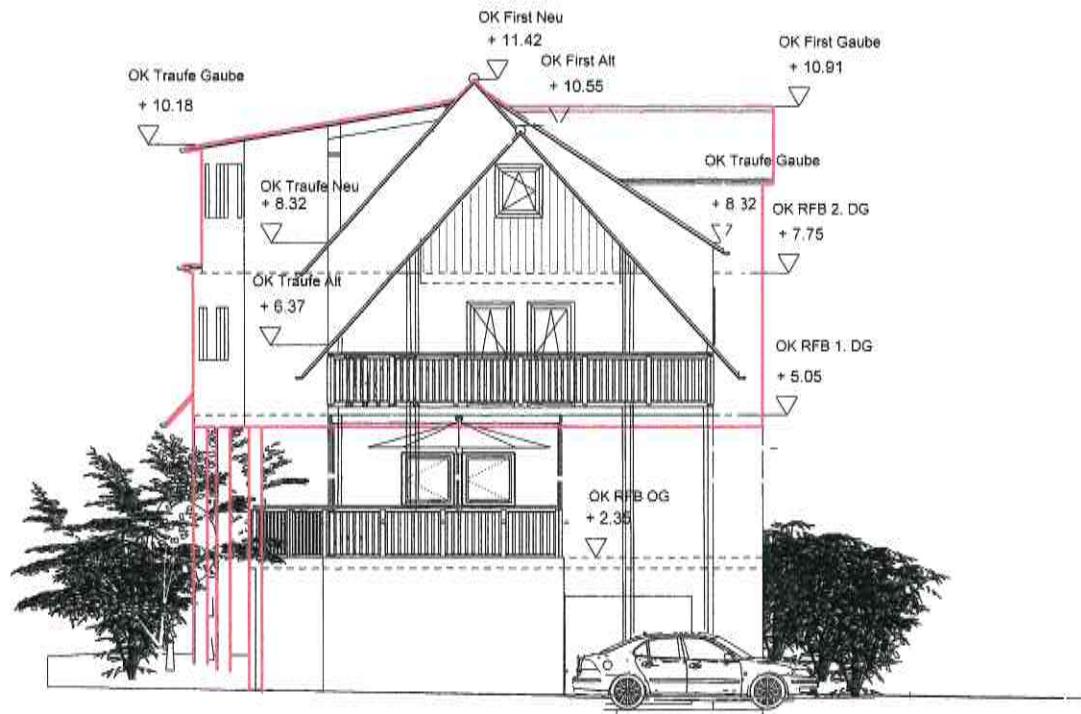 OK First Neu
+ 11.42
OK First Alt
+ 10.55
OK First Gaube
+ 10.91
OK Traufe Gaube
+ 10.18
OK Traufe Gaube
+ 8.32
OK Traufe Neu
+ 8.32
OK RFB 2. DG
+ 7.75
OK Traufe Alt
+ 6.37
OK RFB 1. DG
+ 5.05
OK RFB OG
+ 2.35